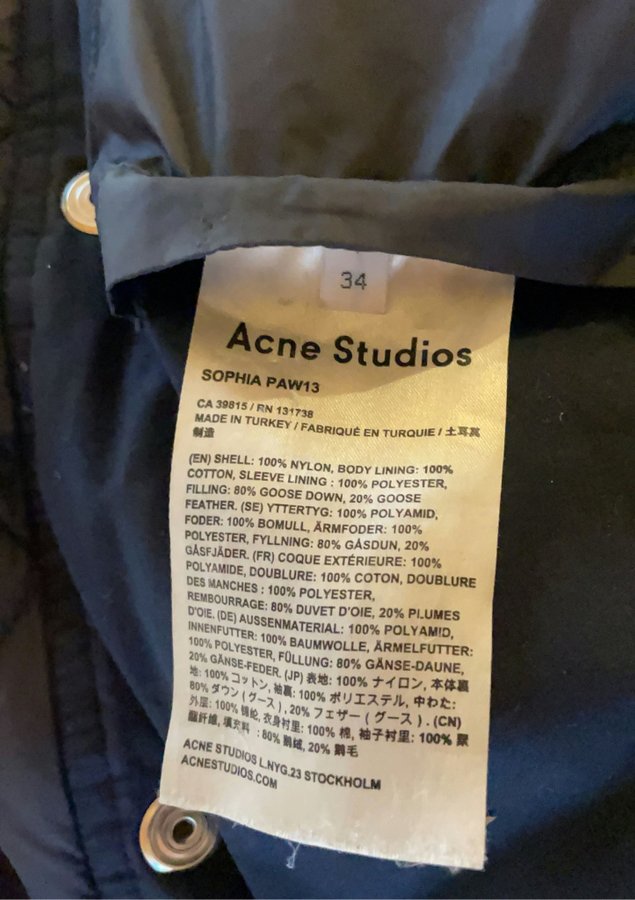 34
Acne Studios
SOPHIA PAW13
CA 39815 / RN 131738
MADE IN TURKEY / FABRIQUÉ EN TURQUIE / 土耳其
制造
(EN) SHELL: 100% NYLON, BODY LINING: 100%
COTTON, SLEEVE LINING : 100% POLYESTER,
FILLING: 80% GOOSE DOWN, 20% GOOSE
FEATHER. (SE) YTTERTYG: 100% POLYAMID,
FODER: 100% BOMULL, ÄRMFODER: 100%
POLYESTER, FYLLNING: 80% GÅSDUN, 20%
GÅSFJÄDER. (FR) COQUE EXTÉRIEURE: 100%
POLYAMIDE, DOUBLURE: 100% COTON, DOUBLURE
DES MANCHES : 100% POLYESTER,
REMBOURRAGE: 80% DUVET D'OIE, 20% PLUMES
D'OIE. (DE) AUSSENMATERIAL: 100% POLYAMID,
INNENFUTTER: 100% BAUMWOLLE, ÄRMELFUTTER:
100% POLYESTER, FÜLLUNG: 80% GÄNSE-DAUNE,
20% GÄNSE-FEDER. (JP) 表地: 100% ナイロン, 本体裏
地: 100% コットン, 袖裏: 100% ポリエステル, 中わた:
80% ダウン ( グース ) , 20% フェザー ( グース ) . (CN)
外层: 100% 锦纶, 衣身衬里: 100% 棉, 袖子衬里: 100% 聚
酯纤维, 填充料 : 80% 鹅绒, 20% 鹅毛
ACNE STUDIOS L.NYG.23 STOCKHOLM
ACNESTUDIOS.COM